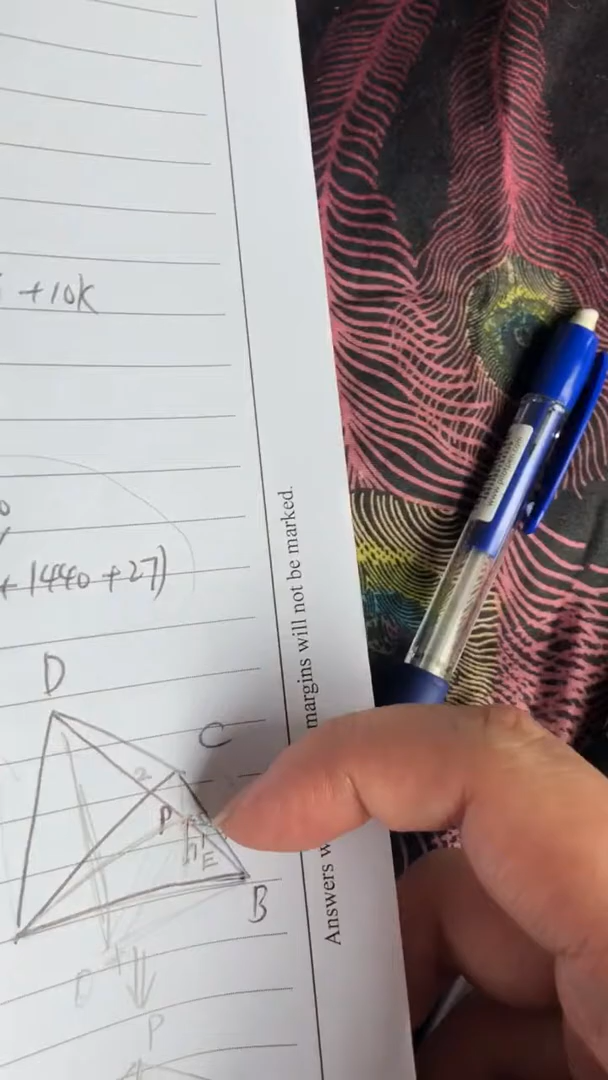 +10k
+ 1440 + 27)
D
C
2
P
E
B
P
Answers w
margins will not be marked.